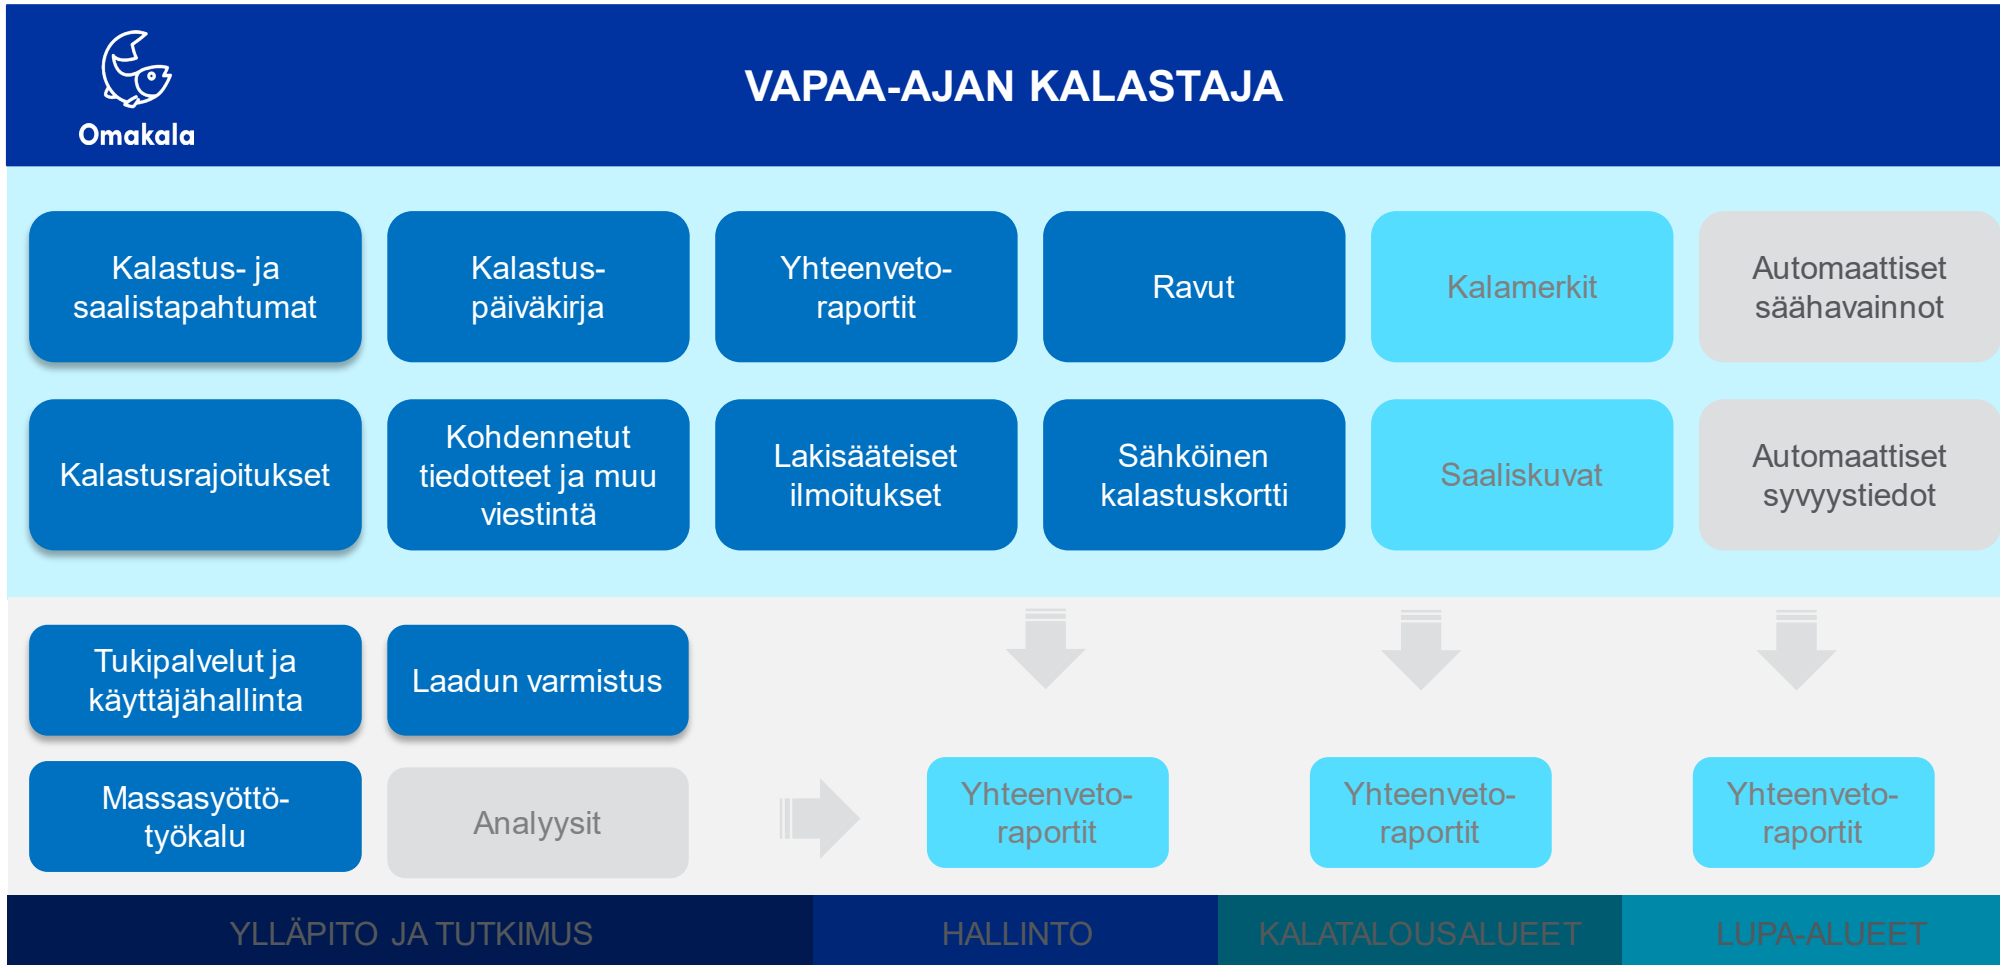 Omakala
VAPAA-AJAN KALASTAJA
Kalastus- ja
saalistapahtumat
Kalastus-
päiväkirja
Yhteenveto-
raportit
Ravut
Kalamerkit
Automaattiset
säähavainnot
Kalastusrajoitukset
Kohdennetut
tiedotteet ja muu
viestintä
Lakisääteiset
ilmoitukset
Sähköinen
kalastuskortti
Saaliskuvat
Automaattiset
syvyystiedot
Tukipalvelut ja
käyttäjähallinta
Laadun varmistus
Massasyöttö-
työkalu
Analyysit
Yhteenveto-
raportit
Yhteenveto-
raportit
Yhteenveto-
raportit
YLLÄPITO JA TUTKIMUS
HALLINTO
KALATALOUSALUEET
LUPA-ALUEET